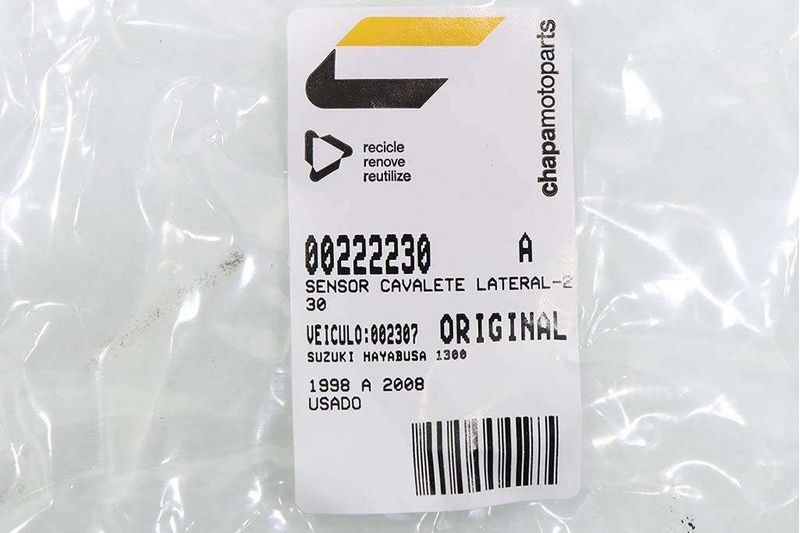 chapamotoparts
recicle
renove
reutilize
00222230 A
SENSOR CAVALETE LATERAL-2
30
VEICULO:002307 ORIGINAL
SUZUKI HAYABUSA 1300
1998 A 2008
USADO